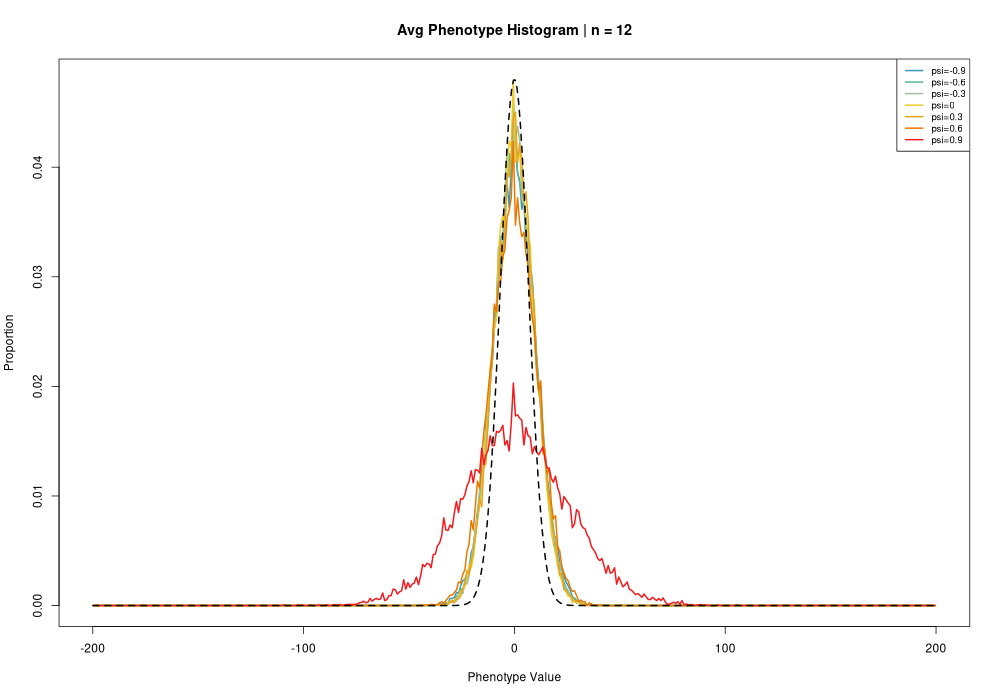 Avg Phenotype Histogram | n = 12
psi=-0.9
psi=-0.6
psi=-0.3
psi=0
psi=0.3
psi=0.6
psi=0.9
Proportion
0.04
0.03
0.02
0.01
0.00
-200
-100
0
100
200
Phenotype Value